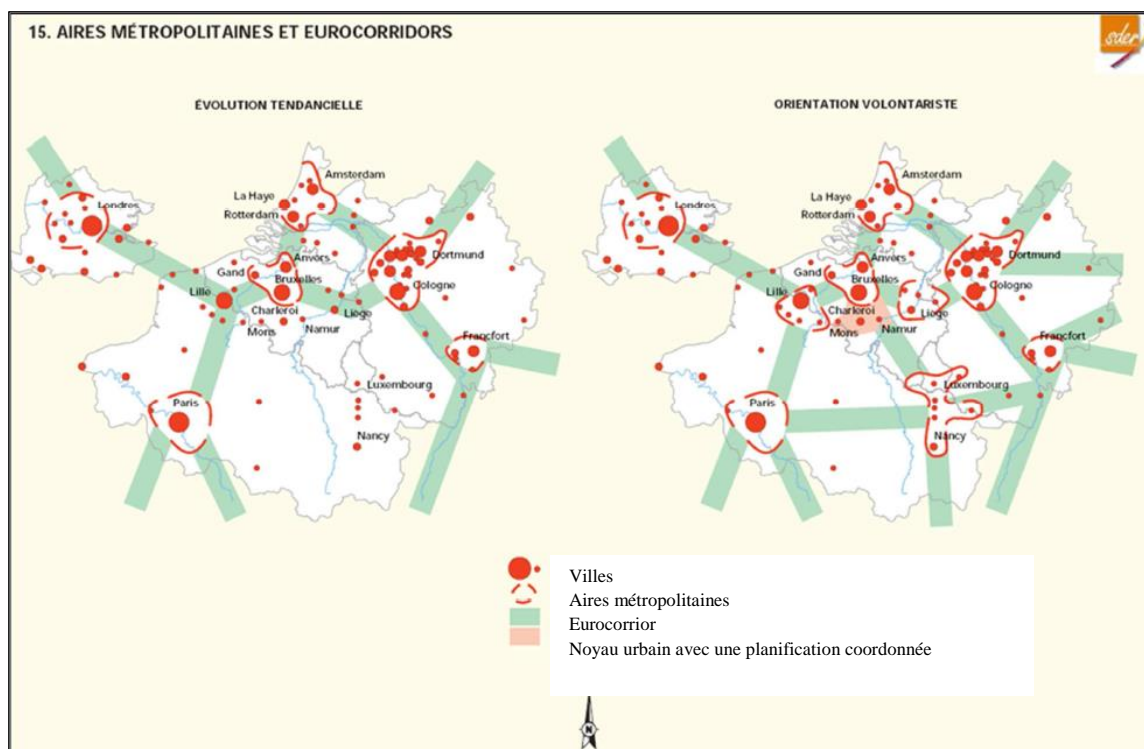 15. AIRES MÉTROPOLITAINES ET EUROCORRIDORS
sder
ÉVOLUTION TENDANCIELLE
Amsterdam
La Haye
Rotterdam
Londres
Anvers
Dortmund
Gand
Bruxelles
Lille
Cologne
Charleroi
Liège
Mons
Namur
Francfort
Luxembourg
Paris
Nancy
ORIENTATION VOLONTARISTE
Amsterdam
La Haye
Rotterdam
Londres
Anvers
Dortmund
Gand
Bruxelles
Lille
Cologne
Charleroi
Liège
Mons
Namur
Francfort
Luxembourg
Paris
Nancy
Villes
Aires métropolitaines
Eurocorrior
Noyau urbain avec une planification coordonnée
N